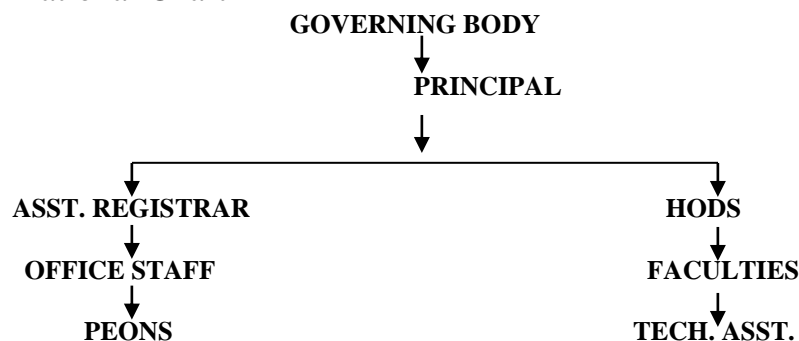 GOVERNING BODY
PRINCIPAL
ASST. REGISTRAR HODS
OFFICE STAFF FACULTIES
PEONS TECH. ASST.